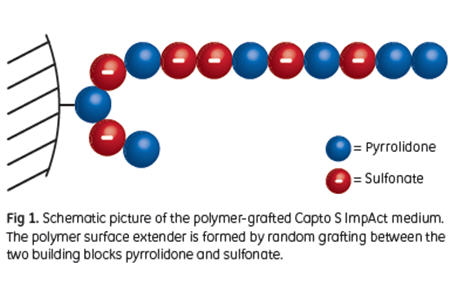 = Pyrrolidone
= Sulfonate
Fig 1. Schematic picture of the polymer-grafted Capto S ImpAct medium.
The polymer surface extender is formed by random grafting between the
two building blocks pyrrolidone and sulfonate.